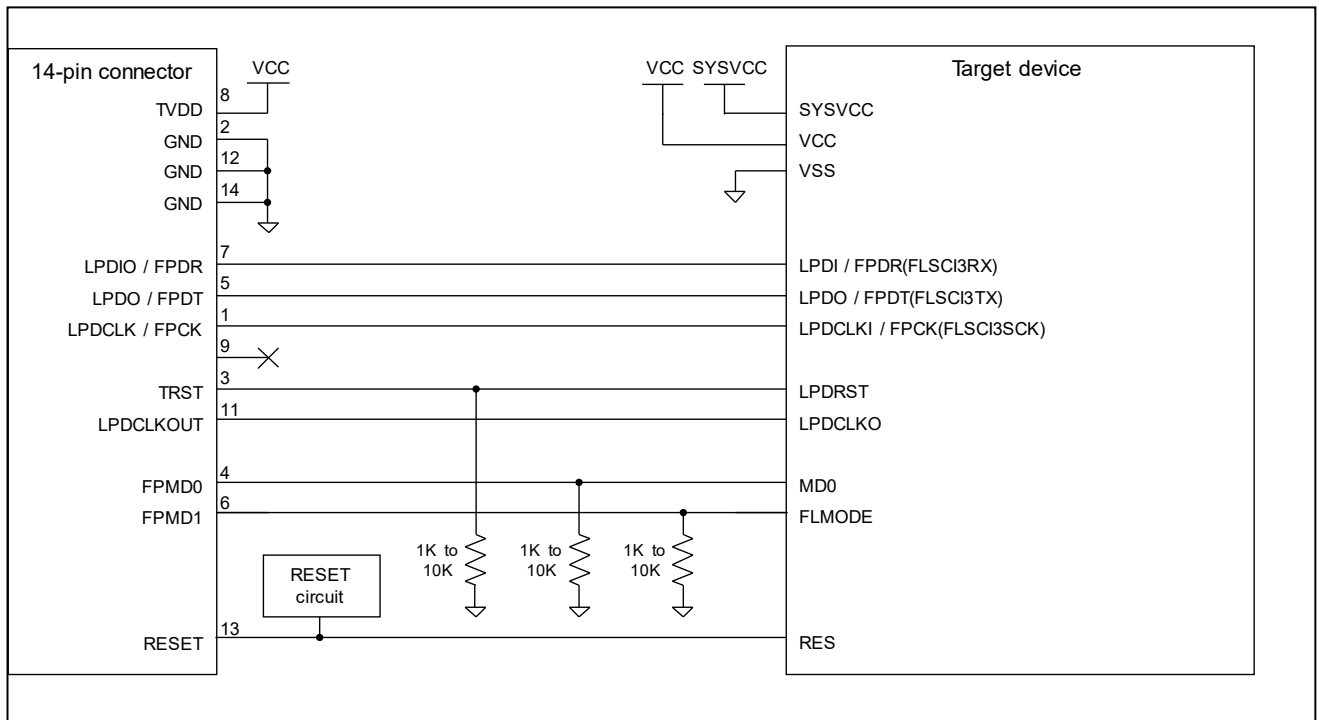 14-pin connector
VCC
VCC
SYSVCC
Target device
8
TVDD
SYSVCC
2
GND
VCC
12
GND
VSS
14
GND
7
LPDIO / FPDR
LPDI / FPDR(FLSCI3RX)
5
LPDO / FPDT
LPDO / FPDT(FLSCI3TX)
1
LPDCLK / FPCK
LPDCLKI / FPCK(FLSCI3SCK)
9
3
TRST
LPDRST
11
LPDCLKOUT
LPDCLKO
4
FPMD0
MD0
6
FPMD1
FLMODE
1K to
10K
1K to
10K
1K to
10K
RESET
circuit
13
RESET
RES